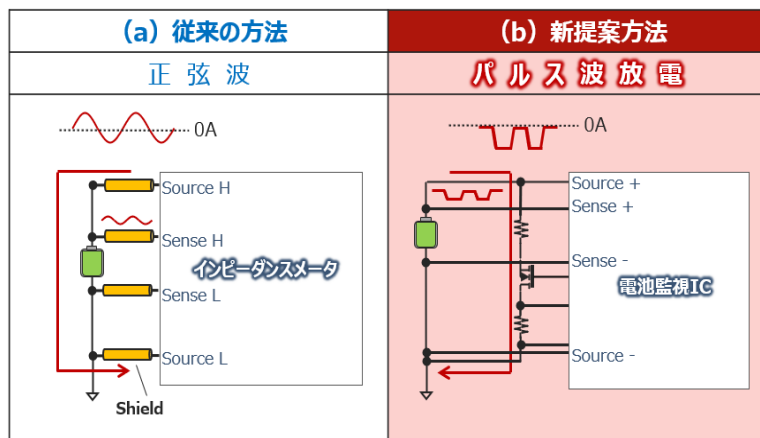 (a) 従来の方法
(b) 新提案方法
正弦波
パルス波放電
0A
0A
Source H
Sense H
インピーダンスメータ
Sense L
Source L
Shield
Source +
Sense +
Sense -
電池監視IC
Source -